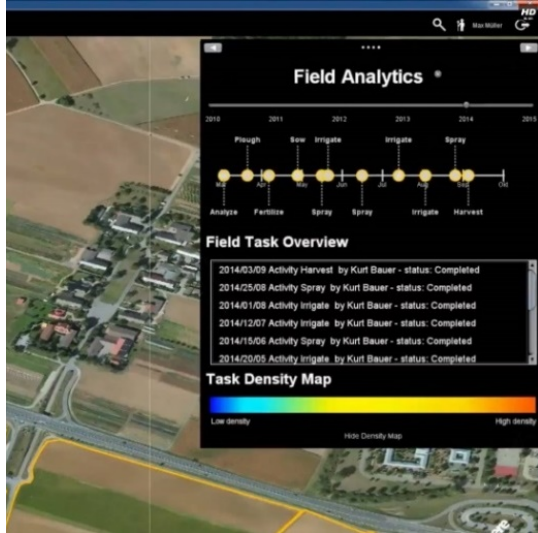 HD
Max Müller
Field Analytics
2010 2011 2012 2013 2014 2015
Plough Sow Irrigate Irrigate Spray
Mar Apr May Jun Jul Aug Sep Okt
Analyze Fertilize Spray Spray Irrigate Harvest
Field Task Overview
2014/03/09 Activity Harvest by Kurt Bauer - status: Completed
2014/25/08 Activity Spray by Kurt Bauer - status: Completed
2014/01/08 Activity Irrigate by Kurt Bauer - status: Completed
2014/12/07 Activity Irrigate by Kurt Bauer - status: Completed
2014/15/06 Activity Spray by Kurt Bauer - status: Completed
2014/20/05 Activity Irrigate by Kurt Bauer - status: Completed
Task Density Map
Low density High density
Hide Density Map